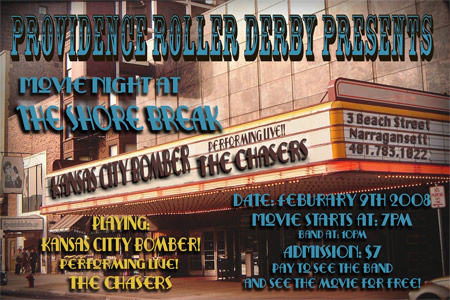 PROVIDENCE ROLLER DERBY PRESENTS
MOVIE NIGHT AT
THE SHORE BREAK
KANSAS CITY BOMBER
PERFORMING LIVE!!
THE CHASERS
3 Beach Street
Narragansett
401.783.1522
PLAYING:
KANSAS CITTY BOMBER!
PERFORMING LIVE!
THE CHASERS
DATE: FEBURARY 9TH 2008
MOVIE STARTS AT: 7PM
BAND AT: 10PM
ADMISSION: $7
PAY TO SEE THE BAND
AND SEE THE MOVIE FOR FREE!